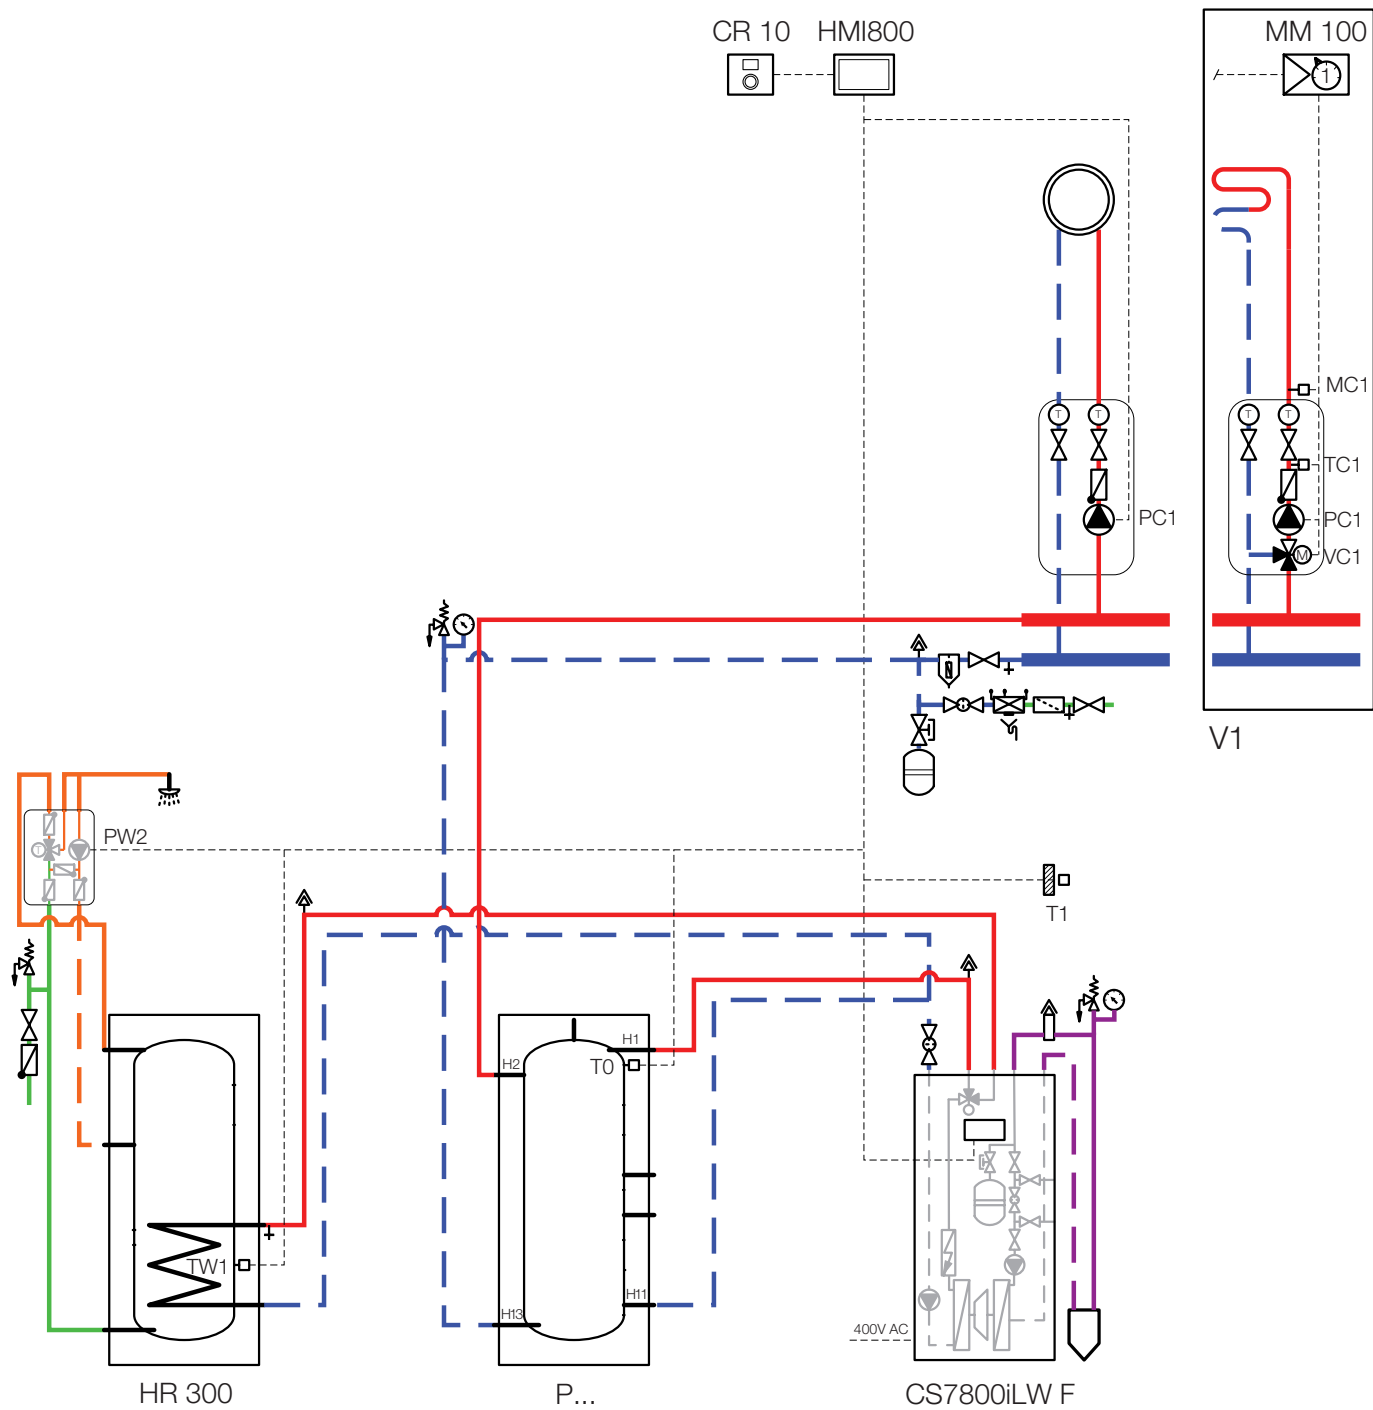 CR 10 HMI800 MM 100
1
MC1
T T T T
TC1
PC1 PC1
M VC1
V1
PW2
T
T1
H1
H2 T0
TW1
H13 H11
400V AC
HR 300 P... CS7800iLW F